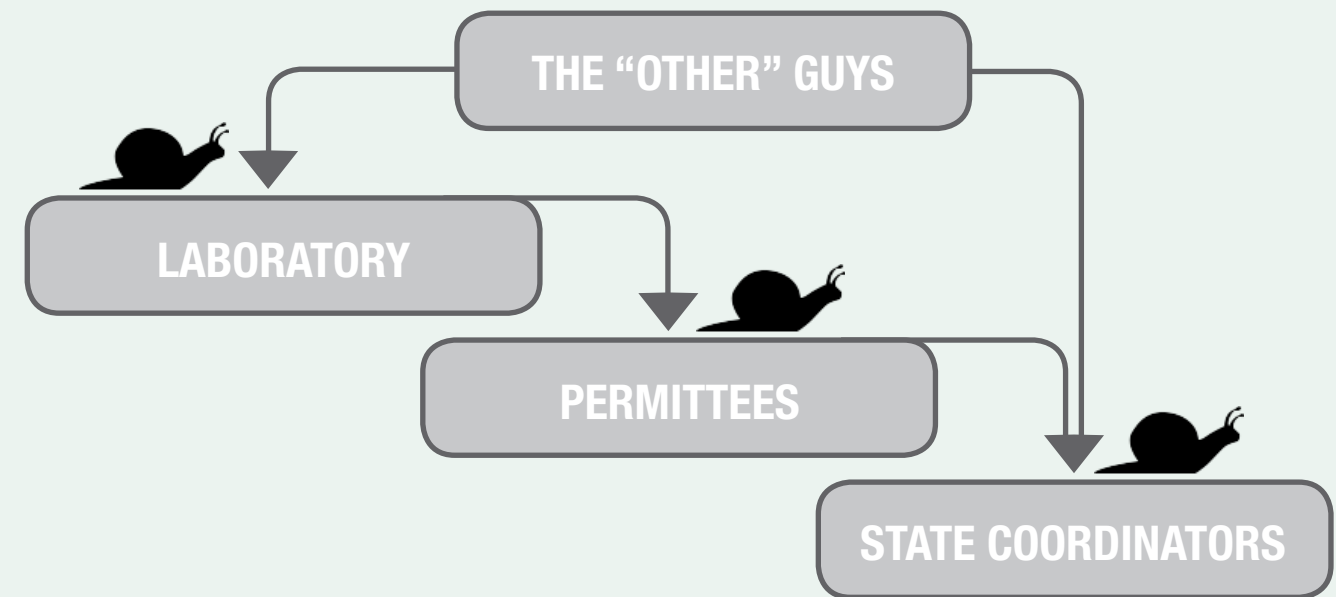 THE “OTHER” GUYS
LABORATORY
PERMITTEES
STATE COORDINATORS